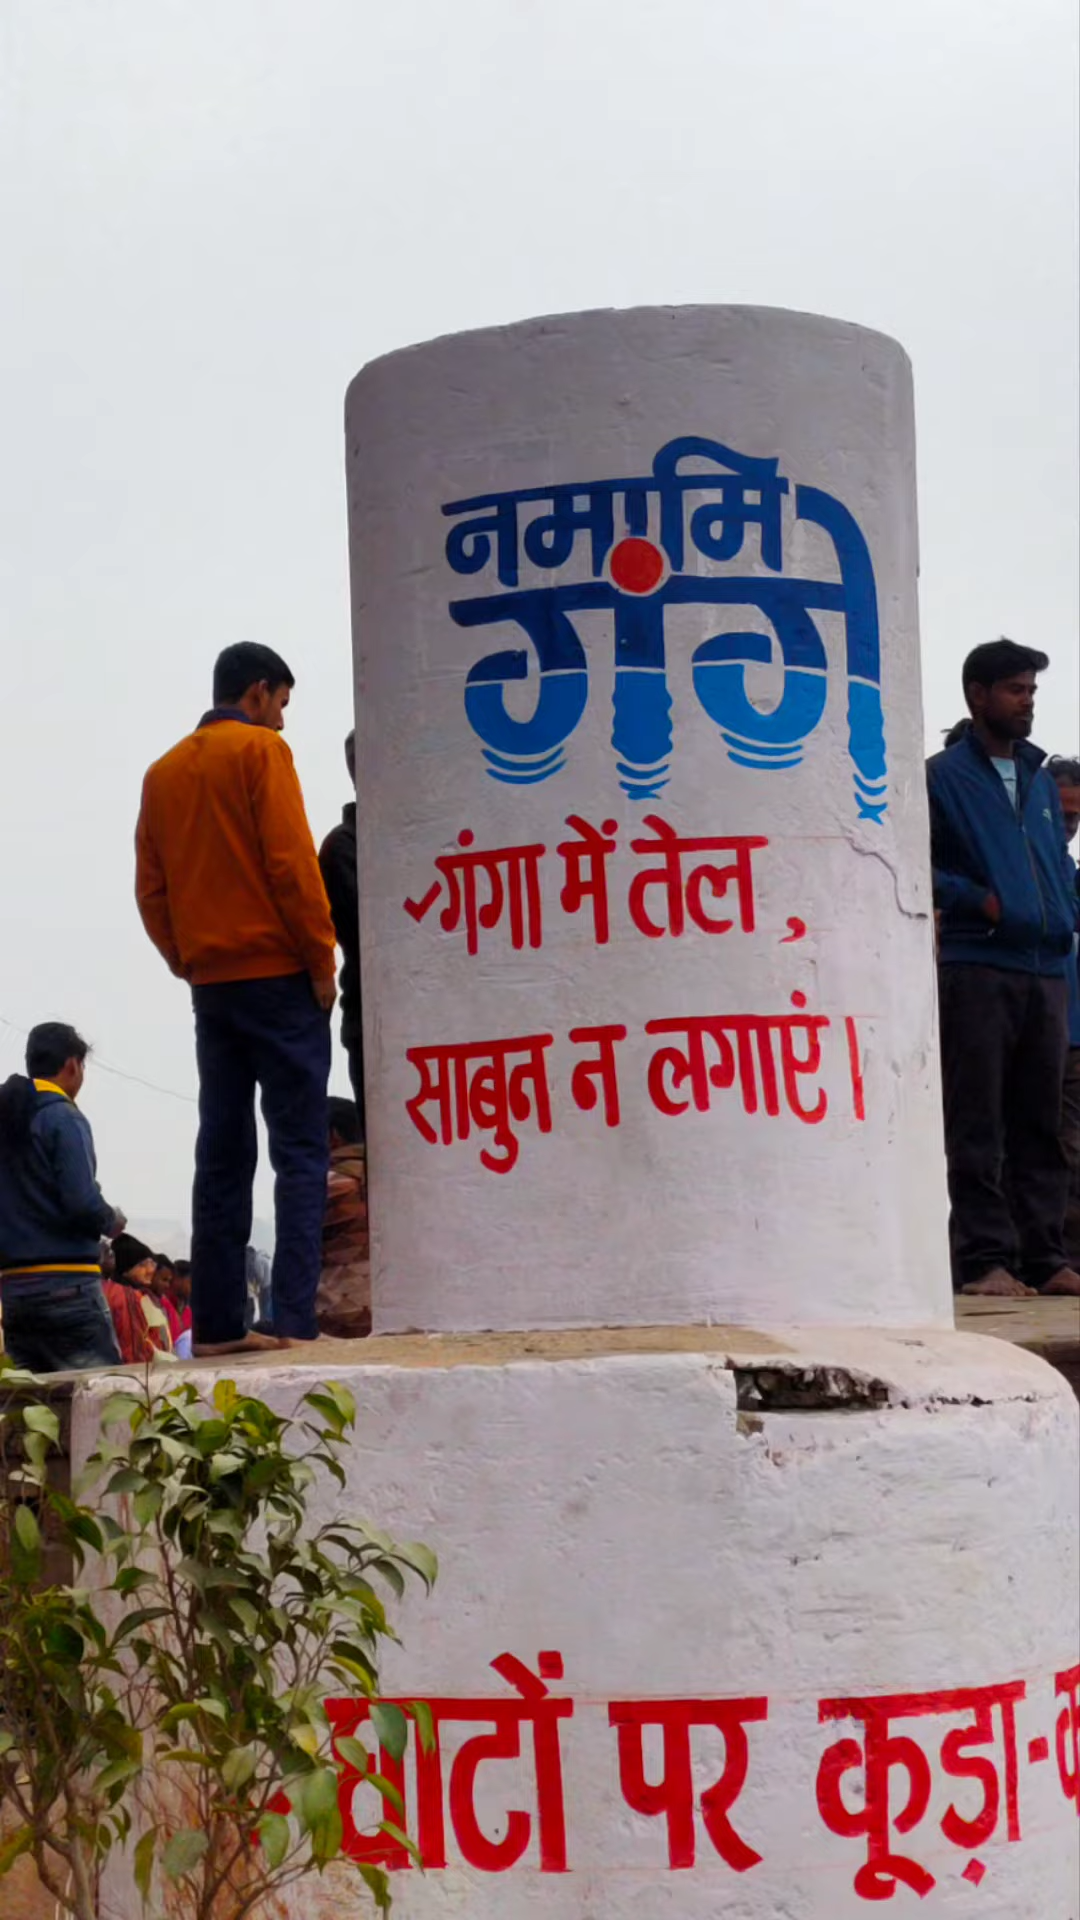 नमामि
गंगे
गंगा में तेल ,
साबुन न लगाएं।
घाटों पर कूड़ा-